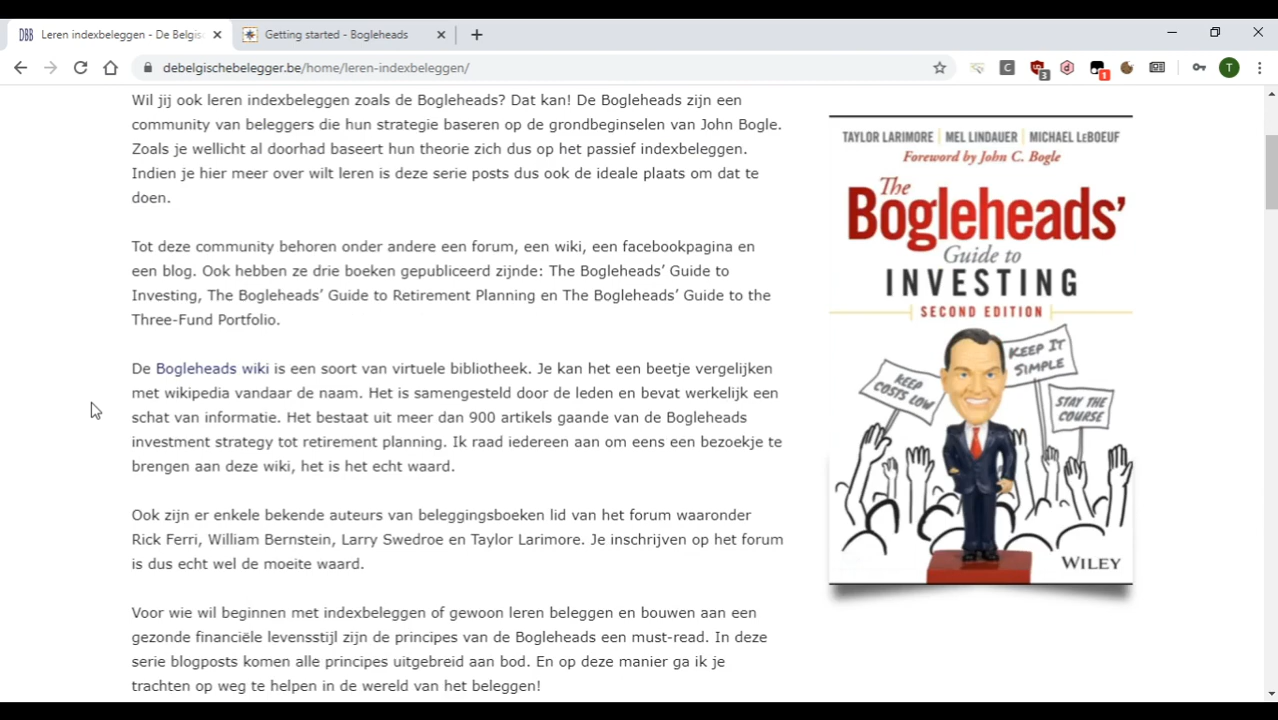 Leren indexbeleggen - De Belgis
Getting started - Bogleheads
debelgischebelegger.be/home/leren-indexbeleggen/
C
3
d
1
T
Wil jij ook leren indexbeleggen zoals de Bogleheads? Dat kan! De Bogleheads zijn een
community van beleggers die hun strategie baseren op de grondbeginselen van John Bogle.
Zoals je wellicht al doorhad baseert hun theorie zich dus op het passief indexbeleggen.
Indien je hier meer over wilt leren is deze serie posts dus ook de ideale plaats om dat te
doen.
Tot deze community behoren onder andere een forum, een wiki, een facebookpagina en
een blog. Ook hebben ze drie boeken gepubliceerd zijnde: The Bogleheads’ Guide to
Investing, The Bogleheads’ Guide to Retirement Planning en The Bogleheads’ Guide to the
Three-Fund Portfolio.
De Bogleheads wiki is een soort van virtuele bibliotheek. Je kan het een beetje vergelijken
met wikipedia vandaar de naam. Het is samengesteld door de leden en bevat werkelijk een
schat van informatie. Het bestaat uit meer dan 900 artikels gaande van de Bogleheads
investment strategy tot retirement planning. Ik raad iedereen aan om eens een bezoekje te
brengen aan deze wiki, het is het echt waard.
Ook zijn er enkele bekende auteurs van beleggingsboeken lid van het forum waaronder
Rick Ferri, William Bernstein, Larry Swedroe en Taylor Larimore. Je inschrijven op het forum
is dus echt wel de moeite waard.
Voor wie wil beginnen met indexbeleggen of gewoon leren beleggen en bouwen aan een
gezonde financiële levensstijl zijn de principes van de Bogleheads een must-read. In deze
serie blogposts komen alle principes uitgebreid aan bod. En op deze manier ga ik je
trachten op weg te helpen in de wereld van het beleggen!
TAYLOR LARIMORE | MEL LINDAUER | MICHAEL LeBOEUF
Foreword by John C. Bogle
The
Bogleheads’
Guide to
INVESTING
SECOND EDITION
KEEP
COSTS LOW
KEEP IT
SIMPLE
STAY THE
COURSE
WILEY